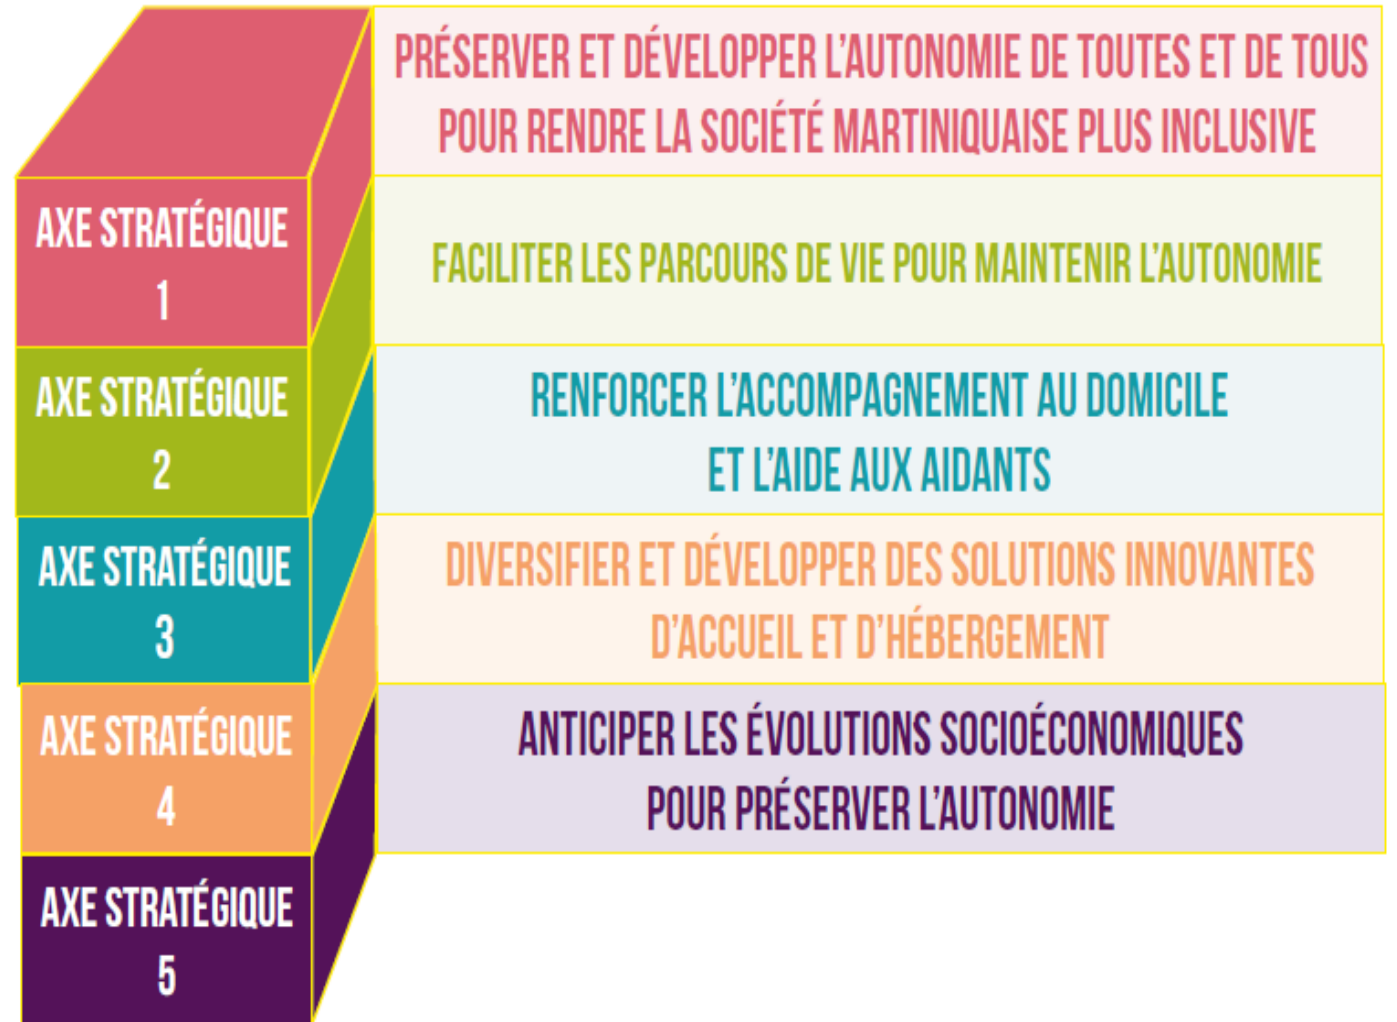 AXE STRATÉGIQUE
1
PRÉSERVER ET DÉVELOPPER L'AUTONOMIE DE TOUTES ET DE TOUS
POUR RENDRE LA SOCIÉTÉ MARTINIQUAISE PLUS INCLUSIVE
AXE STRATÉGIQUE
2
FACILITER LES PARCOURS DE VIE POUR MAINTENIR L'AUTONOMIE
AXE STRATÉGIQUE
3
RENFORCER L'ACCOMPAGNEMENT AU DOMICILE
ET L'AIDE AUX AIDANTS
AXE STRATÉGIQUE
4
DIVERSIFIER ET DÉVELOPPER DES SOLUTIONS INNOVANTES
D'ACCUEIL ET D'HÉBERGEMENT
AXE STRATÉGIQUE
5
ANTICIPER LES ÉVOLUTIONS SOCIOÉCONOMIQUES
POUR PRÉSERVER L'AUTONOMIE